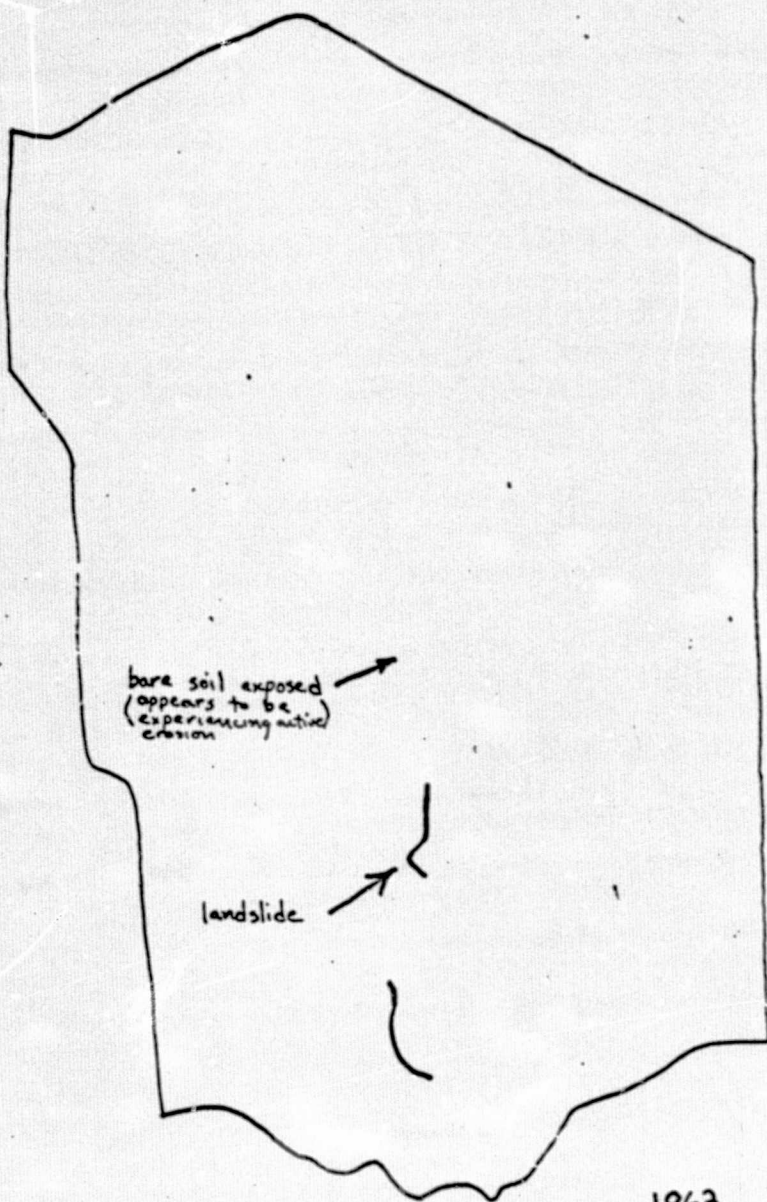 bare soil exposed
(appears to be
experiencing active)
erosion
landslide